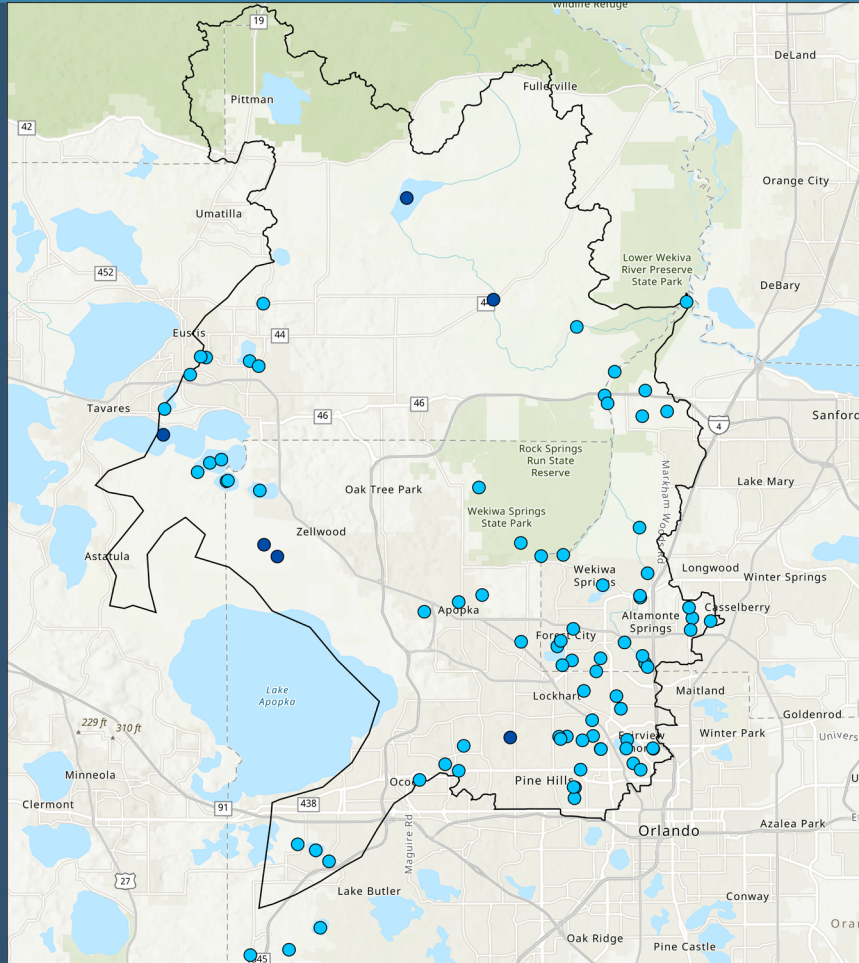 Wildlife Refuge
19
DeLand
Fullerville
Pittman
42
Orange City
Umatilla
Lower Wekiva
River Preserve
State Park
452
DeBary
Eustis
44
46
46
Tavares
Sanford
4
Rock Springs
Run State
Reserve
Lake Mary
Oak Tree Park
Markham Woods Rd
Wekiwa Springs
State Park
Zellwood
Astatula
Longwood
Wekiwa
Springs
Winter Springs
Apopka
Casselberry
Altamonte
Springs
Forest City
Lake
Apopka
Lockhart
Maitland
Goldenrod
229 ft
310 ft
Winter Park
Univers
Fairview
Minneola
Pine Hills
Oco
Clermont
91
438
Maguire Rd
Orlando
Azalea Park
27
Lake Butler
Conway
Orar
Oak Ridge
Pine Castle